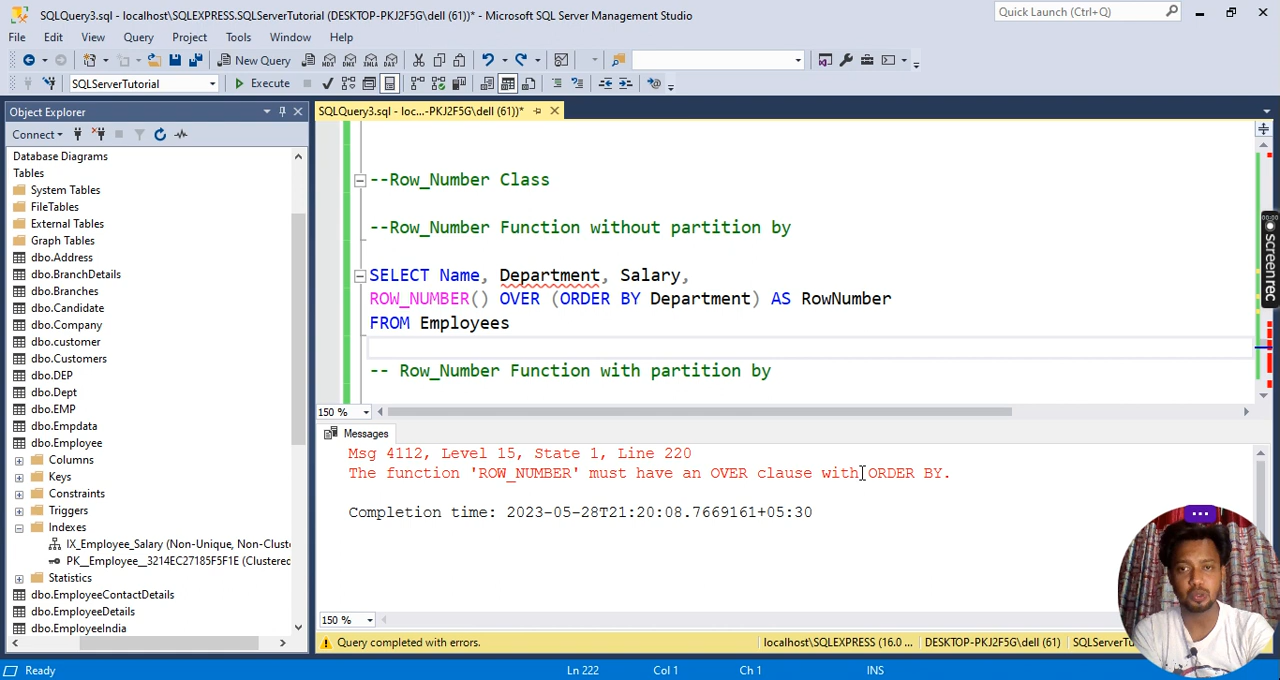 SQLQuery3.sql - localhost\SQLEXPRESS.SQLServerTutorial (DESKTOP-PKJ2F5G\dell (61))* - Microsoft SQL Server Management Studio
Quick Launch (Ctrl+Q)
File Edit View Query Project Tools Window Help
New Query
SQLServerTutorial
Execute
Object Explorer
SQLQuery3.sql - loc...-PKJ2F5G\dell (61))*
Connect
Database Diagrams
Tables
System Tables
FileTables
External Tables
Graph Tables
dbo.Address
dbo.BranchDetails
dbo.Branches
dbo.Candidate
dbo.Company
dbo.customer
dbo.Customers
dbo.DEP
dbo.Dept
dbo.EMP
dbo.Empdata
dbo.Employee
Columns
Keys
Constraints
Triggers
Indexes
IX_Employee_Salary (Non-Unique, Non-Cluste
PK__Employee__3214EC27185F5F1E (Clustered
Statistics
dbo.EmployeeContactDetails
dbo.EmployeeDetails
dbo.EmployeeIndia
--Row_Number Class
--Row_Number Function without partition by
SELECT Name, Department, Salary,
ROW_NUMBER() OVER (ORDER BY Department) AS RowNumber
FROM Employees
-- Row_Number Function with partition by
150 %
Messages
Msg 4112, Level 15, State 1, Line 220
The function 'ROW_NUMBER' must have an OVER clause with ORDER BY.
Completion time: 2023-05-28T21:20:08.7669161+05:30
150 %
Query completed with errors.
localhost\SQLEXPRESS (16.0 ...
DESKTOP-PKJ2F5G\dell (61)
SQLServerTu
Ready
Ln 222
Col 1
Ch 1
INS
screenrec